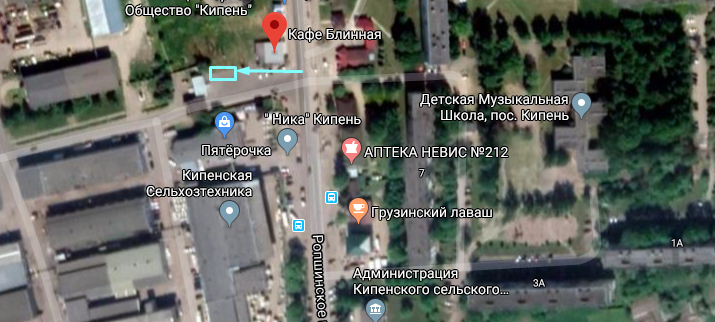 Общество "Кипень"
Кафе Блинная
Детская Музыкальная
Школа, пос. Кипень
"Ника" Кипень
Пятёрочка
АПТЕКА НЕВИС №212
7
Кипенская
Сельхозтехника
Грузинский лаваш
Ропшинское
1А
Администрация
Кипенского сельского...
3А